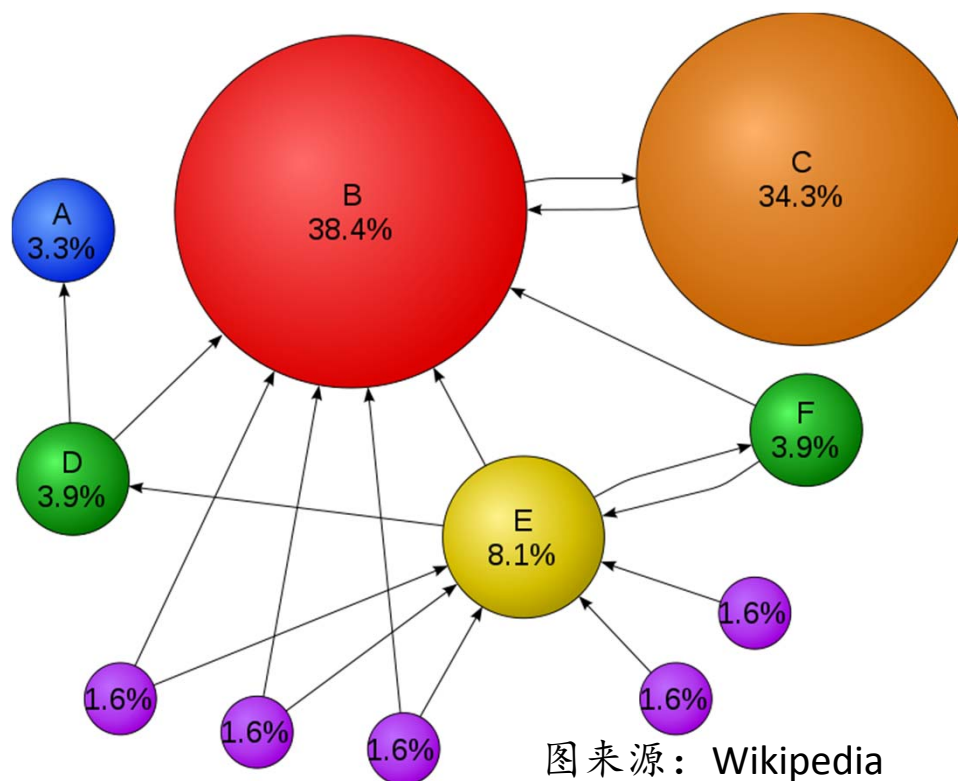 B
38.4%
C
34.3%
A
3.3%
F
3.9%
D
3.9%
E
8.1%
1.6%
1.6%
1.6%
1.6%
1.6%
图来源：Wikipedia